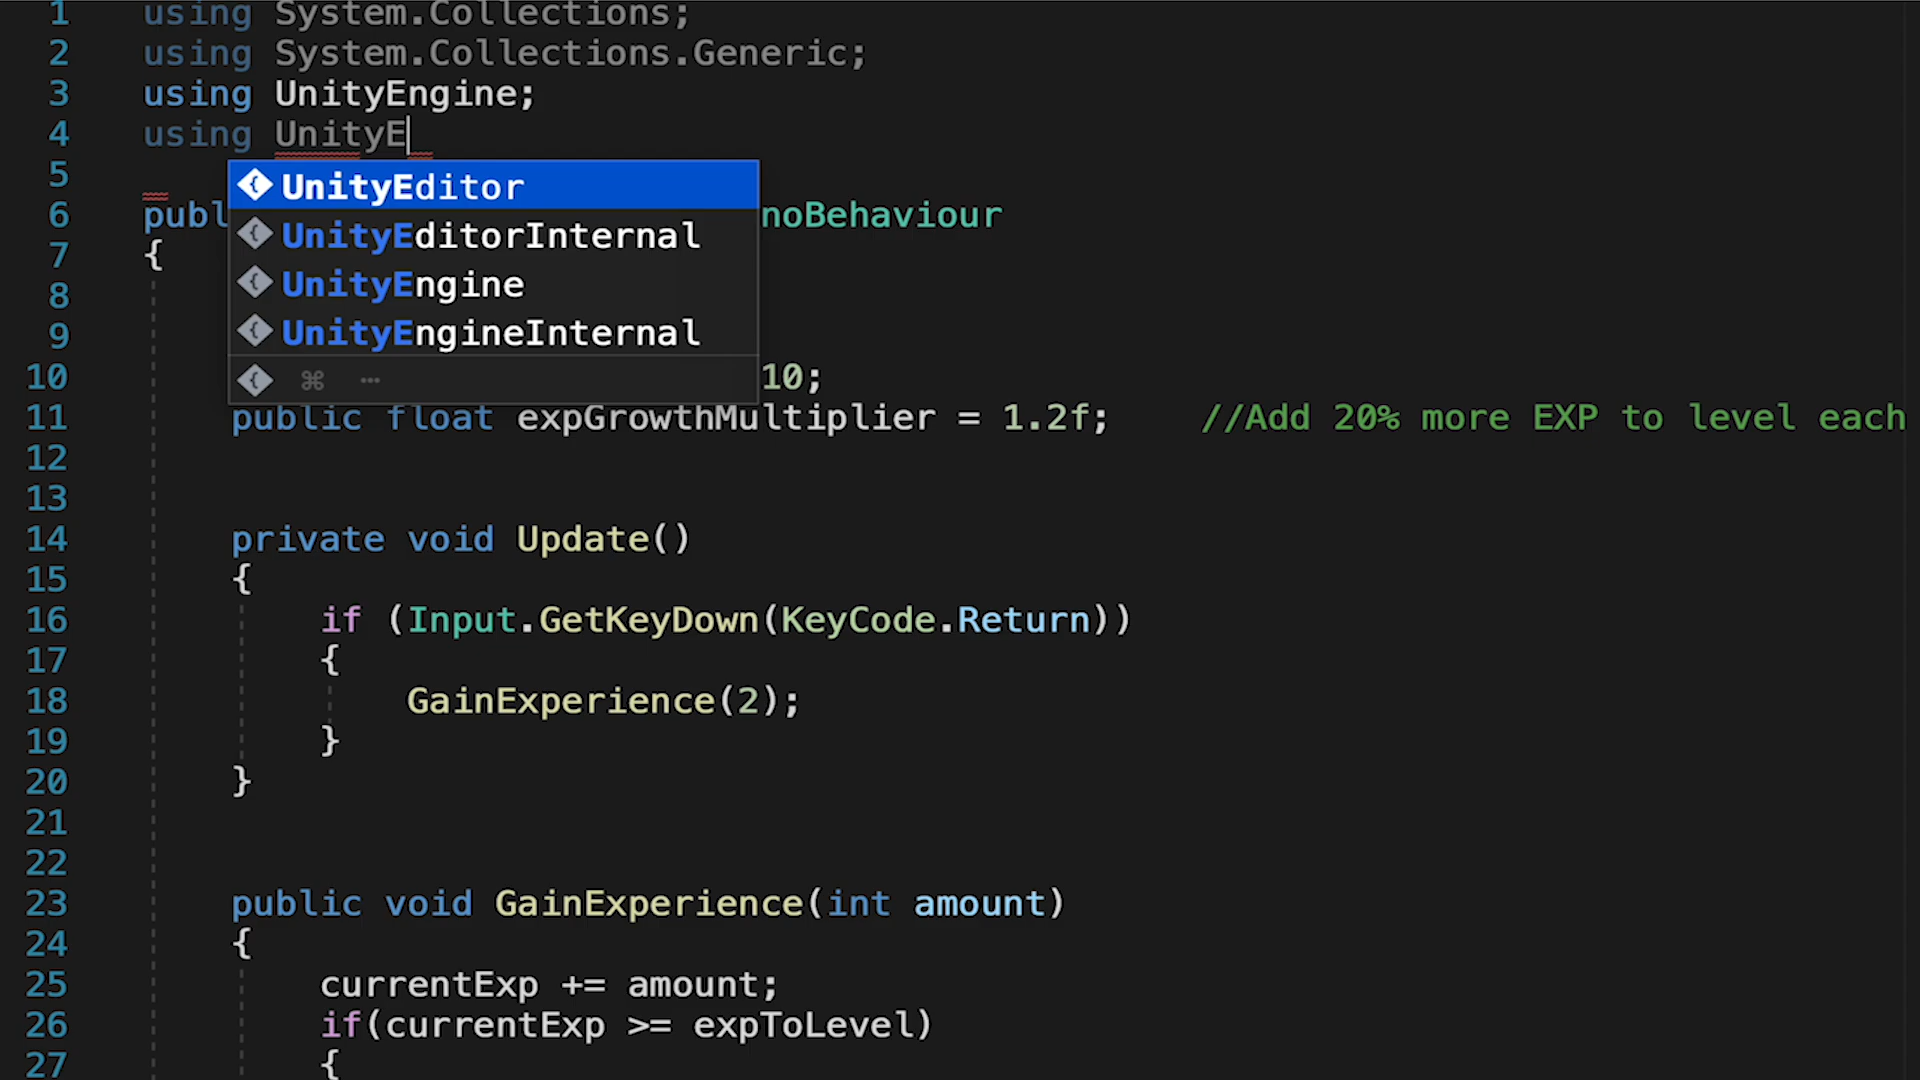 1 using System.Collections;
2 using System.Collections.Generic;
3 using UnityEngine;
4 using UnityE
5
UnityEditor
6 publ noBehaviour
UnityEditorInternal
7 {
8
UnityEngine
9
UnityEngineInternal
10 10;
⌘ ...
11 public float expGrowthMultiplier = 1.2f; //Add 20% more EXP to level each
12
13
14 private void Update()
15 {
16 if (Input.GetKeyDown(KeyCode.Return))
17 {
18 GainExperience(2);
19 }
20 }
21
22
23 public void GainExperience(int amount)
24 {
25 currentExp += amount;
26 if(currentExp >= expToLevel)
27 {